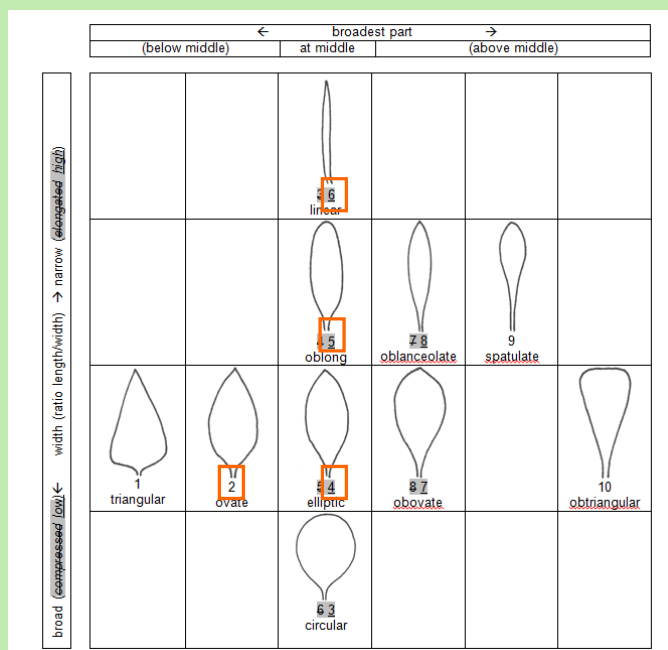 ← broadest part →
(below middle) at middle (above middle)
broad (compressed low)← width (ratio length/width) → narrow (elongated high)
3 6
linear
4 5 7 8 9
oblong oblanceolate spatulate
1 2 5 4 8 7 10
triangular ovate elliptic obovate obtriangular
6 3
circular